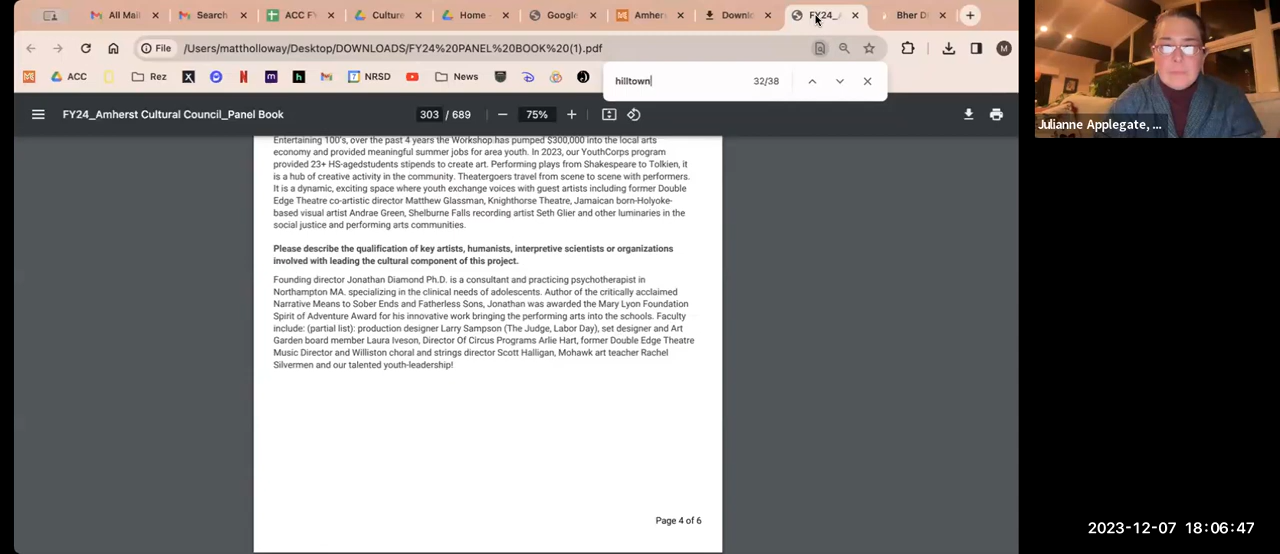 All Mail
Search
ACC FY
Culture
Home -
Google
Amher
Downlo
FY24_A
Bher D
/Users/mattholloway/Desktop/DOWNLOADS/FY24%20PANEL%20BOOK%20(1).pdf
File
M
ACC
Rez
NRSD
News
hilltown
32/38
FY24_Amherst Cultural Council_Panel Book
303 / 689
75%
Entertaining 100's, over the past 4 years the Workshop has pumped $300,000 into the local arts
economy and provided meaningful summer jobs for area youth. In 2023, our YouthCorps program
provided 23+ HS-agedstudents stipends to create art. Performing plays from Shakespeare to Tolkien, it
is a hub of creative activity in the community. Theatergoers travel from scene to scene with performers.
It is a dynamic, exciting space where youth exchange voices with guest artists including former Double
Edge Theatre co-artistic director Matthew Glassman, Knighthorse Theatre, Jamaican born-Holyoke-
based visual artist Andrae Green, Shelburne Falls recording artist Seth Glier and other luminaries in the
social justice and performing arts communities.
Please describe the qualification of key artists, humanists, interpretive scientists or organizations
involved with leading the cultural component of this project.
Founding director Jonathan Diamond Ph.D. is a consultant and practicing psychotherapist in
Northampton MA. specializing in the clinical needs of adolescents. Author of the critically acclaimed
Narrative Means to Sober Ends and Fatherless Sons, Jonathan was awarded the Mary Lyon Foundation
Spirit of Adventure Award for his innovative work bringing the performing arts into the schools. Faculty
include: (partial list): production designer Larry Sampson (The Judge, Labor Day), set designer and Art
Garden board member Laura Iveson, Director Of Circus Programs Arlie Hart, former Double Edge Theatre
Music Director and Williston choral and strings director Scott Halligan, Mohawk art teacher Rachel
Silvermen and our talented youth-leadership!
Page 4 of 6
Julianne Applegate, ...
2023-12-07 18:06:47